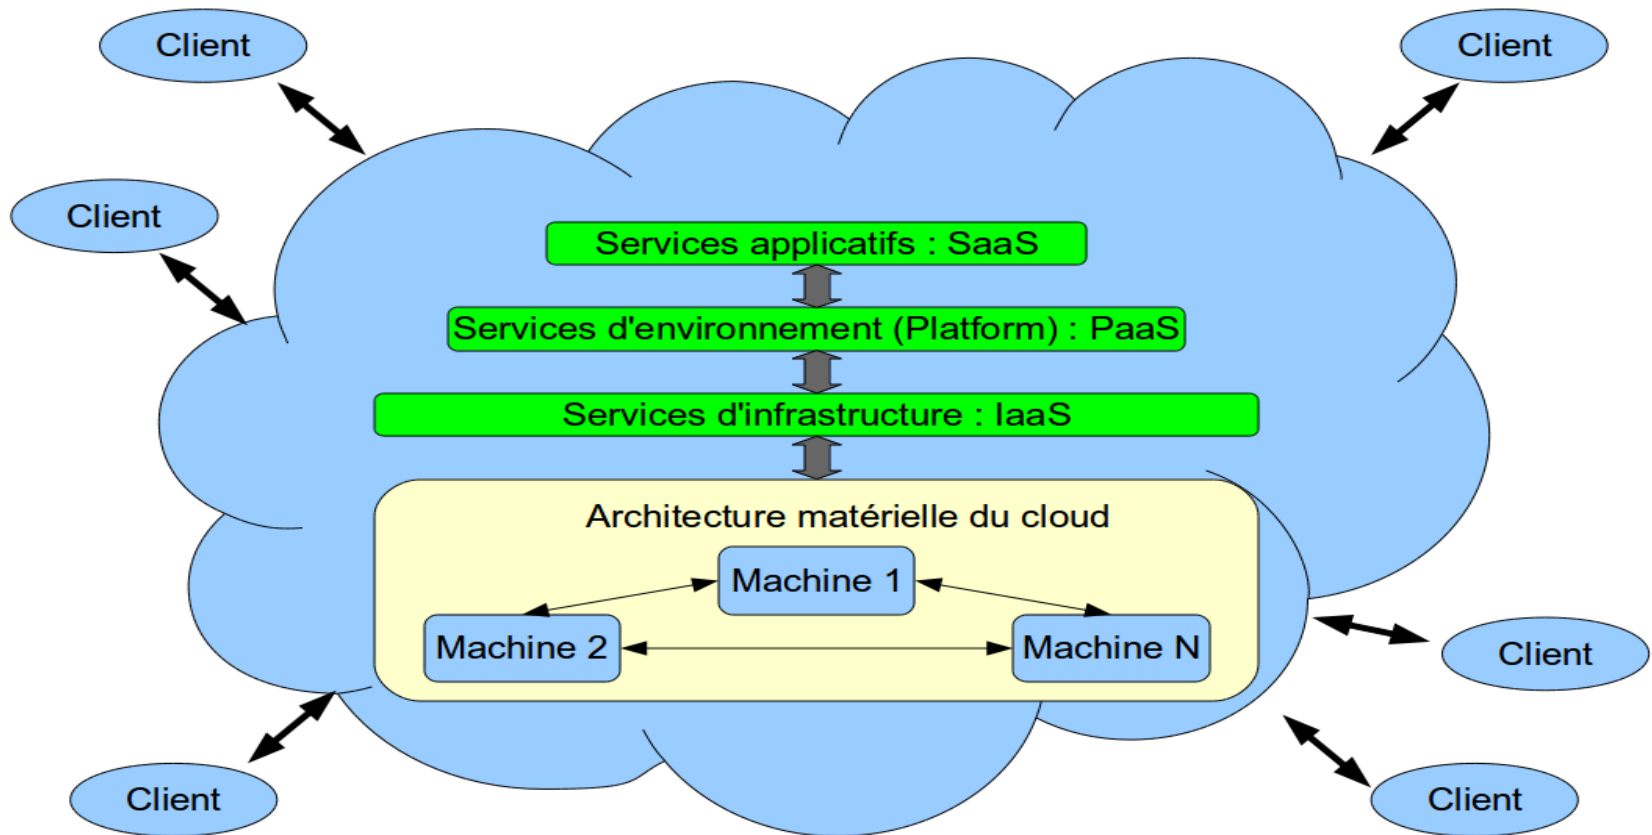 Client
Client
Client
Services applicatifs : SaaS
Services d'environnement (Platform) : PaaS
Services d'infrastructure : IaaS
Architecture matérielle du cloud
Machine 1
Machine 2
Machine N
Client
Client
Client